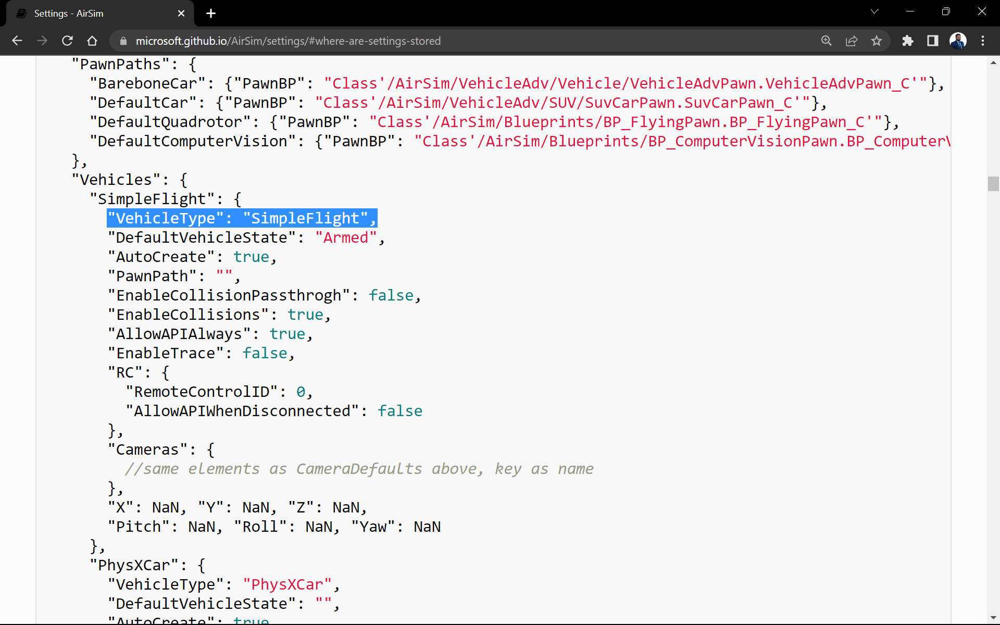 Settings - AirSim
microsoft.github.io/AirSim/settings/#where-are-settings-stored
"PawnPaths": {
"BareboneCar": {"PawnBP": "Class'/AirSim/VehicleAdv/Vehicle/VehicleAdvPawn.VehicleAdvPawn_C'"},
"DefaultCar": {"PawnBP": "Class'/AirSim/VehicleAdv/SUV/SuvCarPawn.SuvCarPawn_C'"},
"DefaultQuadrotor": {"PawnBP": "Class'/AirSim/Blueprints/BP_FlyingPawn.BP_FlyingPawn_C'"},
"DefaultComputerVision": {"PawnBP": "Class'/AirSim/Blueprints/BP_ComputerVisionPawn.BP_ComputerV
},
"Vehicles": {
"SimpleFlight": {
"VehicleType": "SimpleFlight",
"DefaultVehicleState": "Armed",
"AutoCreate": true,
"PawnPath": "",
"EnableCollisionPassthrogh": false,
"EnableCollisions": true,
"AllowAPIAlways": true,
"EnableTrace": false,
"RC": {
"RemoteControlID": 0,
"AllowAPIWhenDisconnected": false
},
"Cameras": {
//same elements as CameraDefaults above, key as name
},
"X": NaN, "Y": NaN, "Z": NaN,
"Pitch": NaN, "Roll": NaN, "Yaw": NaN
},
"PhysXCar": {
"VehicleType": "PhysXCar",
"DefaultVehicleState": "",
"AutoCreate": true